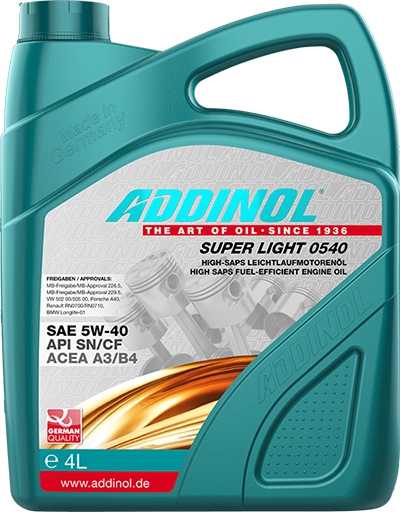 Made in
Germany
ADDINOL®
THE ART OF OIL - SINCE 1936
SUPER LIGHT 0540
HIGH-SAPS LEICHTLAUFMOTORENÖL
HIGH SAPS FUEL-EFFICIENT ENGINE OIL
FREIGABEN / APPROVALS:
MB-Freigabe/MB-Approval 226.5,
MB-Freigabe/MB-Approval 229.5,
VW 502 00/505 00, Porsche A40,
Renault RN0700/RN0710,
BMW Longlife-01
SAE 5W-40
API SN/CF
ACEA A3/B4
GERMAN
QUALITY
e 4L
www.addinol.de